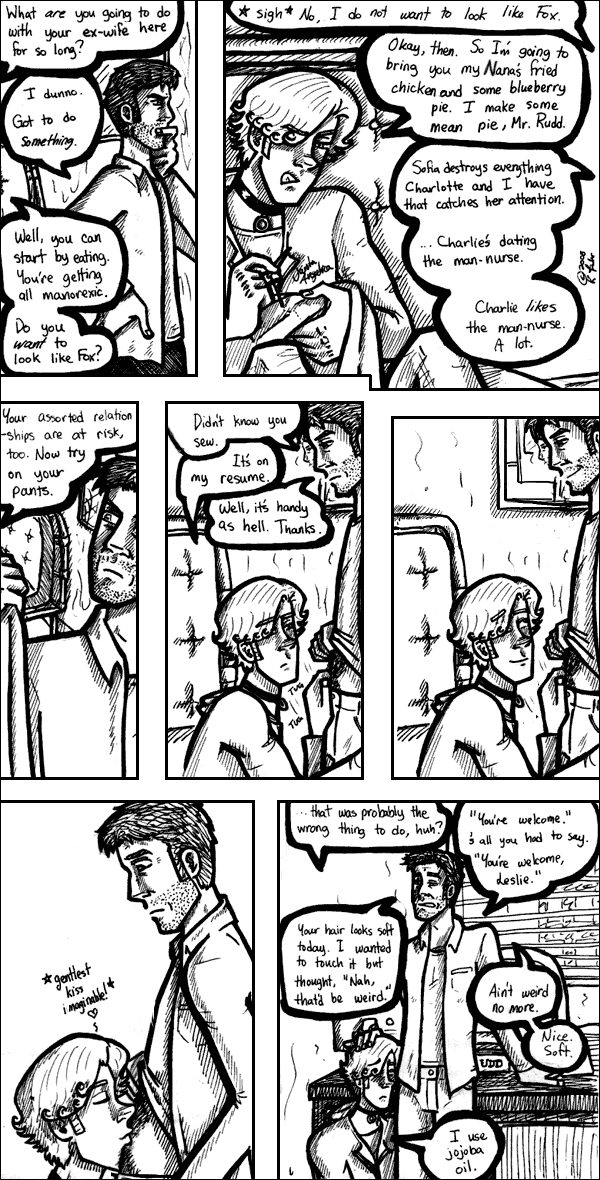 What are you going to do
with your ex-wife here
for so long?
I dunno.
Got to do
something.
Well, you can
start by eating.
You're getting
all manorexic.
Do you
want to
look like Fox?
*sigh* No, I do not want to look like Fox.
Okay, then. So I'm going to
bring you my Nana's fried
chicken and some blueberry
pie. I make some
mean pie, Mr. Rudd.
Sofia destroys everything
Charlotte and I have
that catches her attention.
... Charlie's dating
the man-nurse.
Charlie likes
the man-nurse.
A lot.
©2008
Your assorted relation
-ships are at risk,
too. Now try
on your
pants.
Didn't know you
sew.
It's on
my resume.
Well, it's handy
as hell. Thanks.
TUG
TUG
*gentlest
kiss
imaginable!*
...that was probably the
wrong thing to do, huh?
"You're welcome."
's all you had to say.
"You're welcome,
Leslie."
Your hair looks soft
today. I wanted
to touch it but
thought, "Nah,
that'd be weird."
Ain't weird
no more.
Nice.
Soft.
UDD
I use
jojoba
oil.